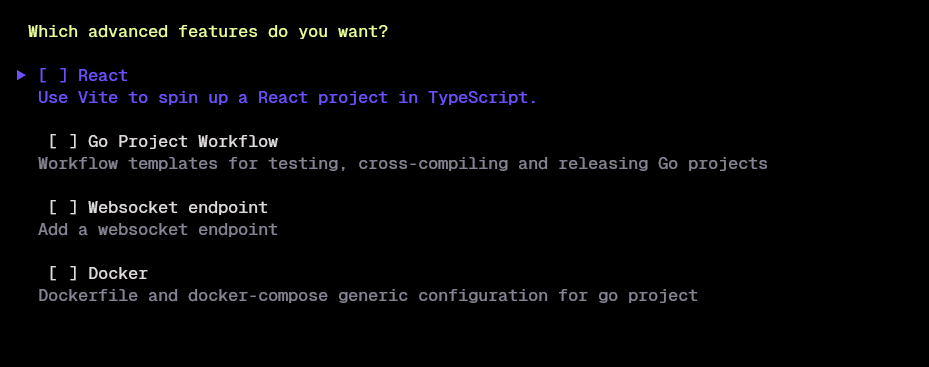 Which advanced features do you want?
▶ [ ] React
Use Vite to spin up a React project in TypeScript.
[ ] Go Project Workflow
Workflow templates for testing, cross-compiling and releasing Go projects
[ ] Websocket endpoint
Add a websocket endpoint
[ ] Docker
Dockerfile and docker-compose generic configuration for go project